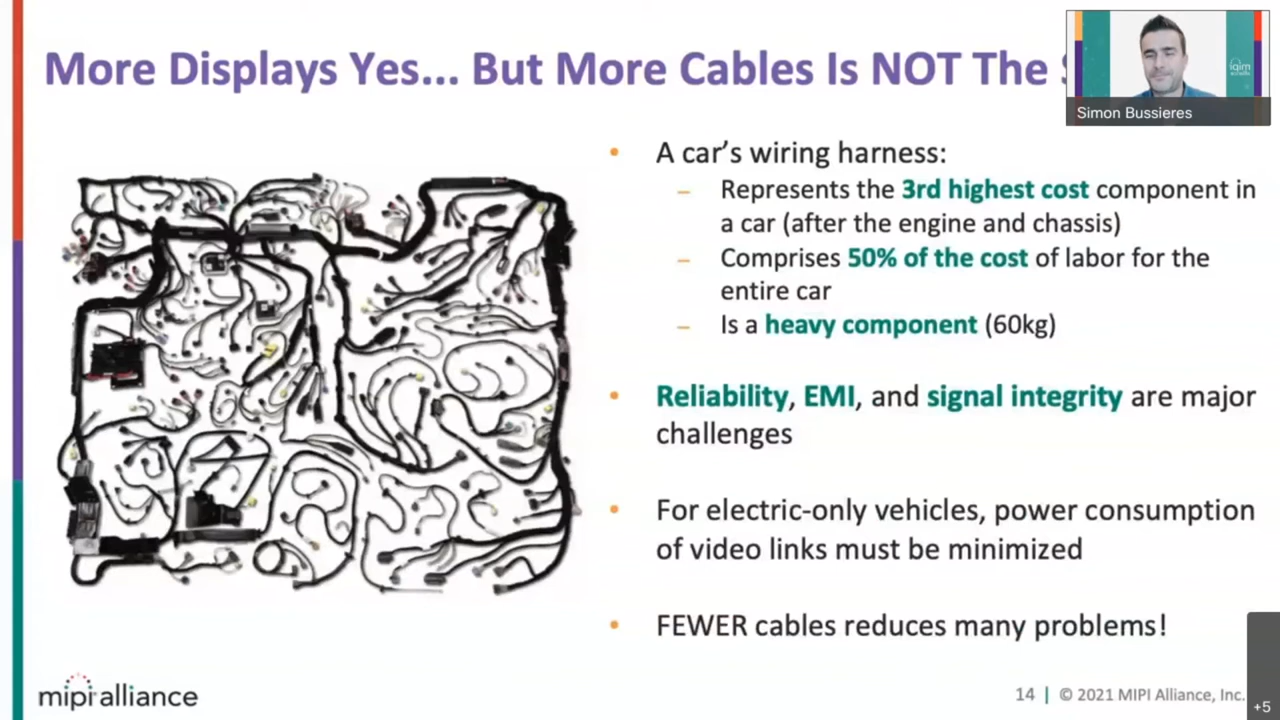 More Displays Yes... But More Cables Is NOT The
Simon Bussieres
• A car's wiring harness:
– Represents the 3rd highest cost component in
a car (after the engine and chassis)
– Comprises 50% of the cost of labor for the
entire car
– Is a heavy component (60kg)
• Reliability, EMI, and signal integrity are major
challenges
• For electric-only vehicles, power consumption
of video links must be minimized
• FEWER cables reduces many problems!
mipi alliance
14 | © 2021 MIPI Alliance, Inc.
+5